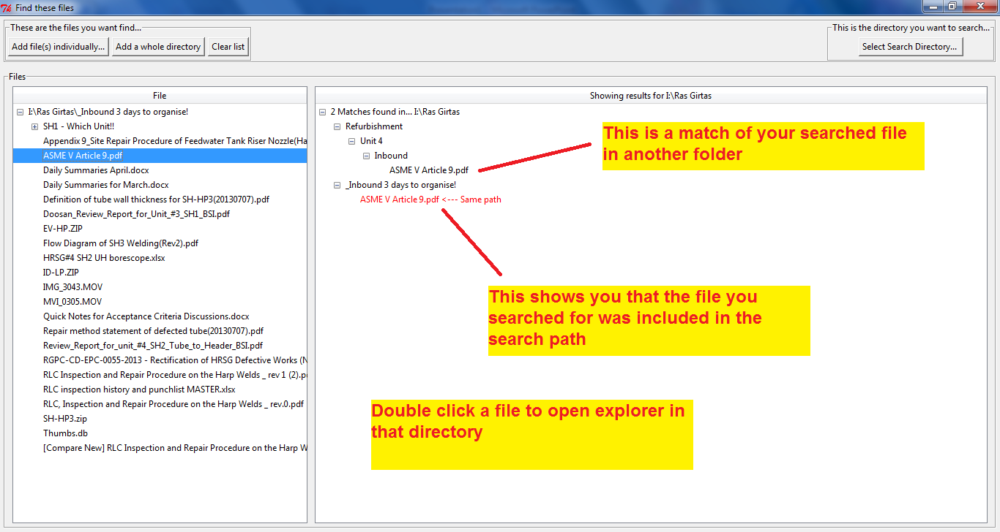 Find these files
These are the files you want find...
This is the directory you want to search...
Add file(s) individually...
Add a whole directory
Clear list
Select Search Directory...
Files
File
I:\Ras Girtas\_Inbound 3 days to organise!
SH1 - Which Unit!!
Appendix 9_Site Repair Procedure of Feedwater Tank Riser Nozzle(Ha
ASME V Article 9.pdf
Daily Summaries April.docx
Daily Summaries for March.docx
Definition of tube wall thickness for SH-HP3(20130707).pdf
Doosan_Review_Report_for_Unit_#3_SH1_BSI.pdf
EV-HP.ZIP
Flow Diagram of SH3 Welding(Rev2).pdf
HRSG#4 SH2 UH borescope.xlsx
ID-LP.ZIP
IMG_3043.MOV
MVI_0305.MOV
Quick Notes for Acceptance Criteria Discussions.docx
Repair method statement of defected tube(20130707).pdf
Review_Report_for_unit_#4_SH2_Tube_to_Header_BSI.pdf
RGPC-CD-EPC-0055-2013 - Rectification of HRSG Defective Works (N
RLC Inspection and Repair Procedure on the Harp Welds _ rev 1 (2).p
RLC inspection history and punchlist MASTER.xlsx
RLC, Inspection and Repair Procedure on the Harp Welds _ rev.0.pdf
SH-HP3.zip
Thumbs.db
[Compare New] RLC Inspection and Repair Procedure on the Harp W
Showing results for I:\Ras Girtas
2 Matches found in... I:\Ras Girtas
Refurbishment
Unit 4
Inbound
ASME V Article 9.pdf
_Inbound 3 days to organise!
ASME V Article 9.pdf <--- Same path
This is a match of your searched file
in another folder
This shows you that the file you
searched for was included in the
search path
Double click a file to open explorer in
that directory